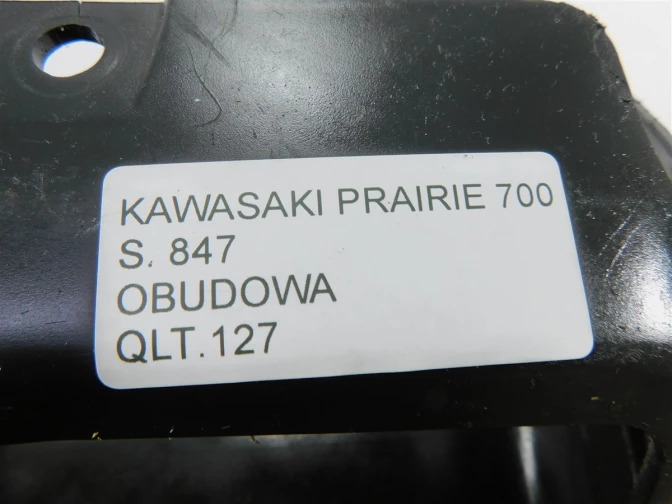 KAWASAKI PRAIRIE 700
S. 847
OBUDOWA
QLT.127